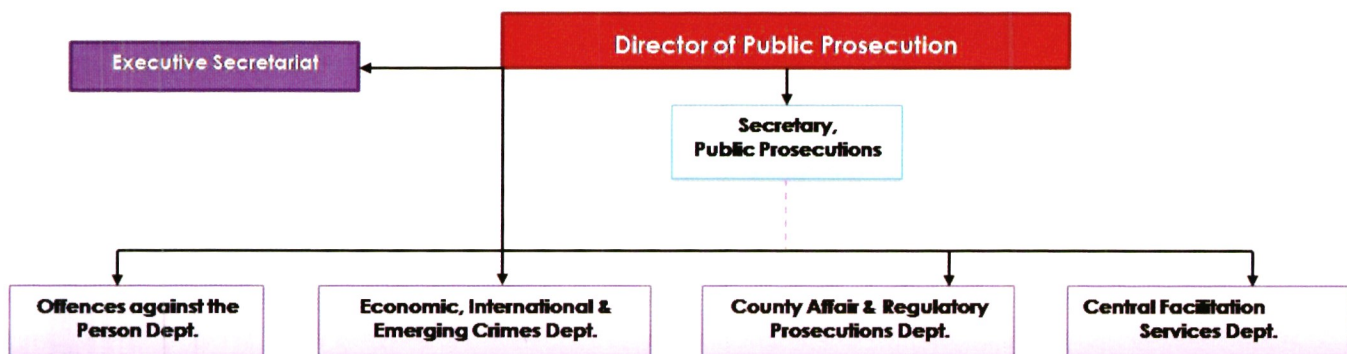 Director of Public Prosecution
Executive Secretariat
Secretary,
Public Prosecutions
Offences against the
Person Dept.
Economic, International &
Emerging Crimes Dept.
County Affair & Regulatory
Prosecutions Dept.
Central Facilitation
Services Dept.